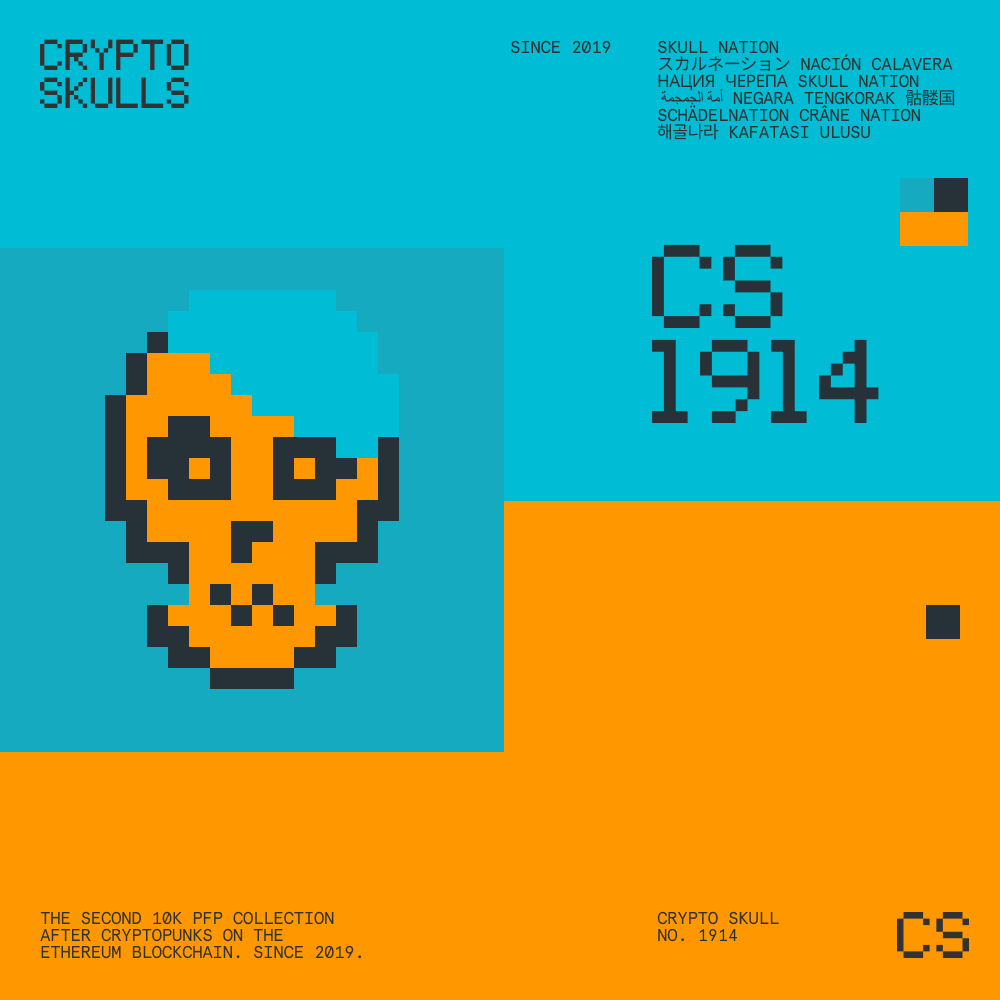 CRYPTO
SKULLS
SINCE 2019
SKULL NATION
スカルネーション NACIÓN CALAVERA
НАЦИЯ ЧЕРЕПА SKULL NATION
أمة الجمجمة NEGARA TENGKORAK 骷髅国
SCHÄDELNATION CRÂNE NATION
해골나라 KAFATASI ULUSU
CS
1914
THE SECOND 10K PFP COLLECTION
AFTER CRYPTOPUNKS ON THE
ETHEREUM BLOCKCHAIN. SINCE 2019.
CRYPTO SKULL
NO. 1914
CS